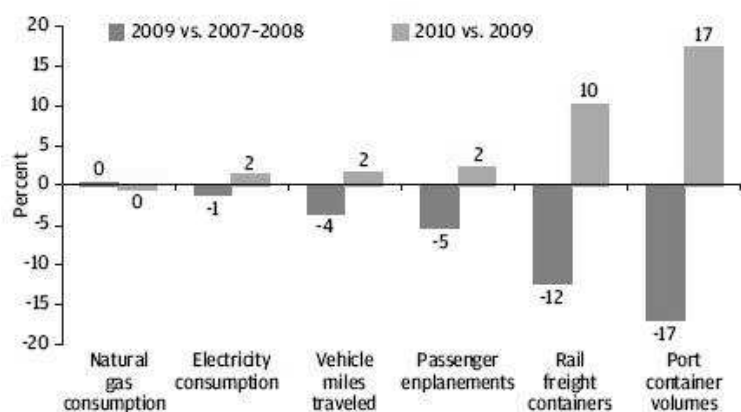 20
15
10
5
0
-5
-10
-15
-20
Percent
2009 vs. 2007–2008
2010 vs. 2009
0
0
-1
2
-4
2
-5
2
-12
10
-17
17
Natural
gas
consumption
Electricity
consumption
Vehicle
miles
traveled
Passenger
enplanements
Rail
freight
containers
Port
container
volumes